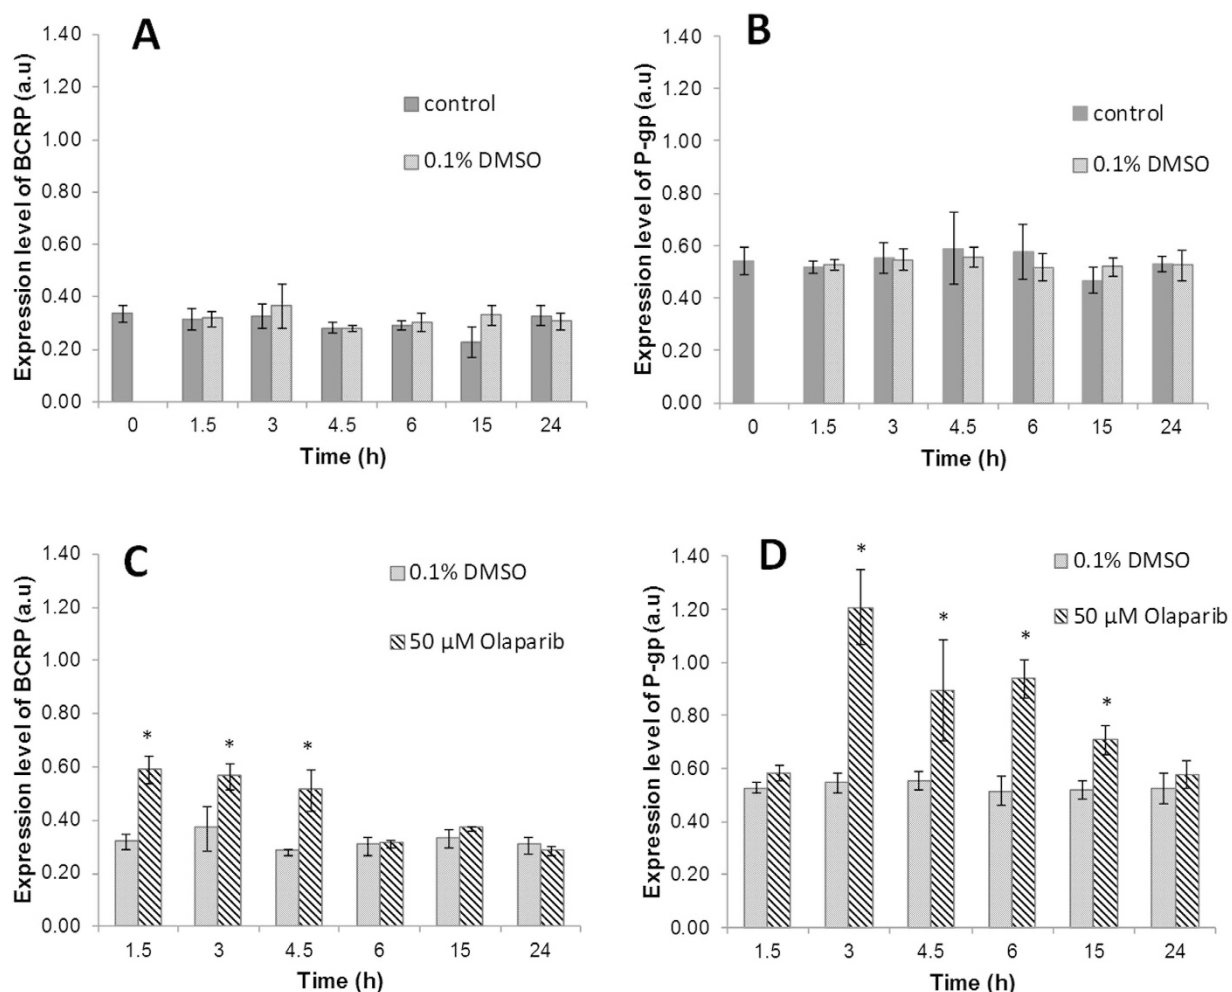 A
Expression level of BCRP (a.u)
1.40
1.20
1.00
0.80
0.60
0.40
0.20
0.00
control
0.1% DMSO
0 1.5 3 4.5 6 15 24
Time (h)
B
Expression level of P-gp (a.u)
1.40
1.20
1.00
0.80
0.60
0.40
0.20
0.00
control
0.1% DMSO
0 1.5 3 4.5 6 15 24
Time (h)
C
Expression level of BCRP (a.u)
1.40
1.20
1.00
0.80
0.60
0.40
0.20
0.00
0.1% DMSO
50 µM Olaparib
* * *
1.5 3 4.5 6 15 24
Time (h)
D
Expression level of P-gp (a.u)
1.40
1.20
1.00
0.80
0.60
0.40
0.20
0.00
0.1% DMSO
50 µM Olaparib
* * * *
1.5 3 4.5 6 15 24
Time (h)